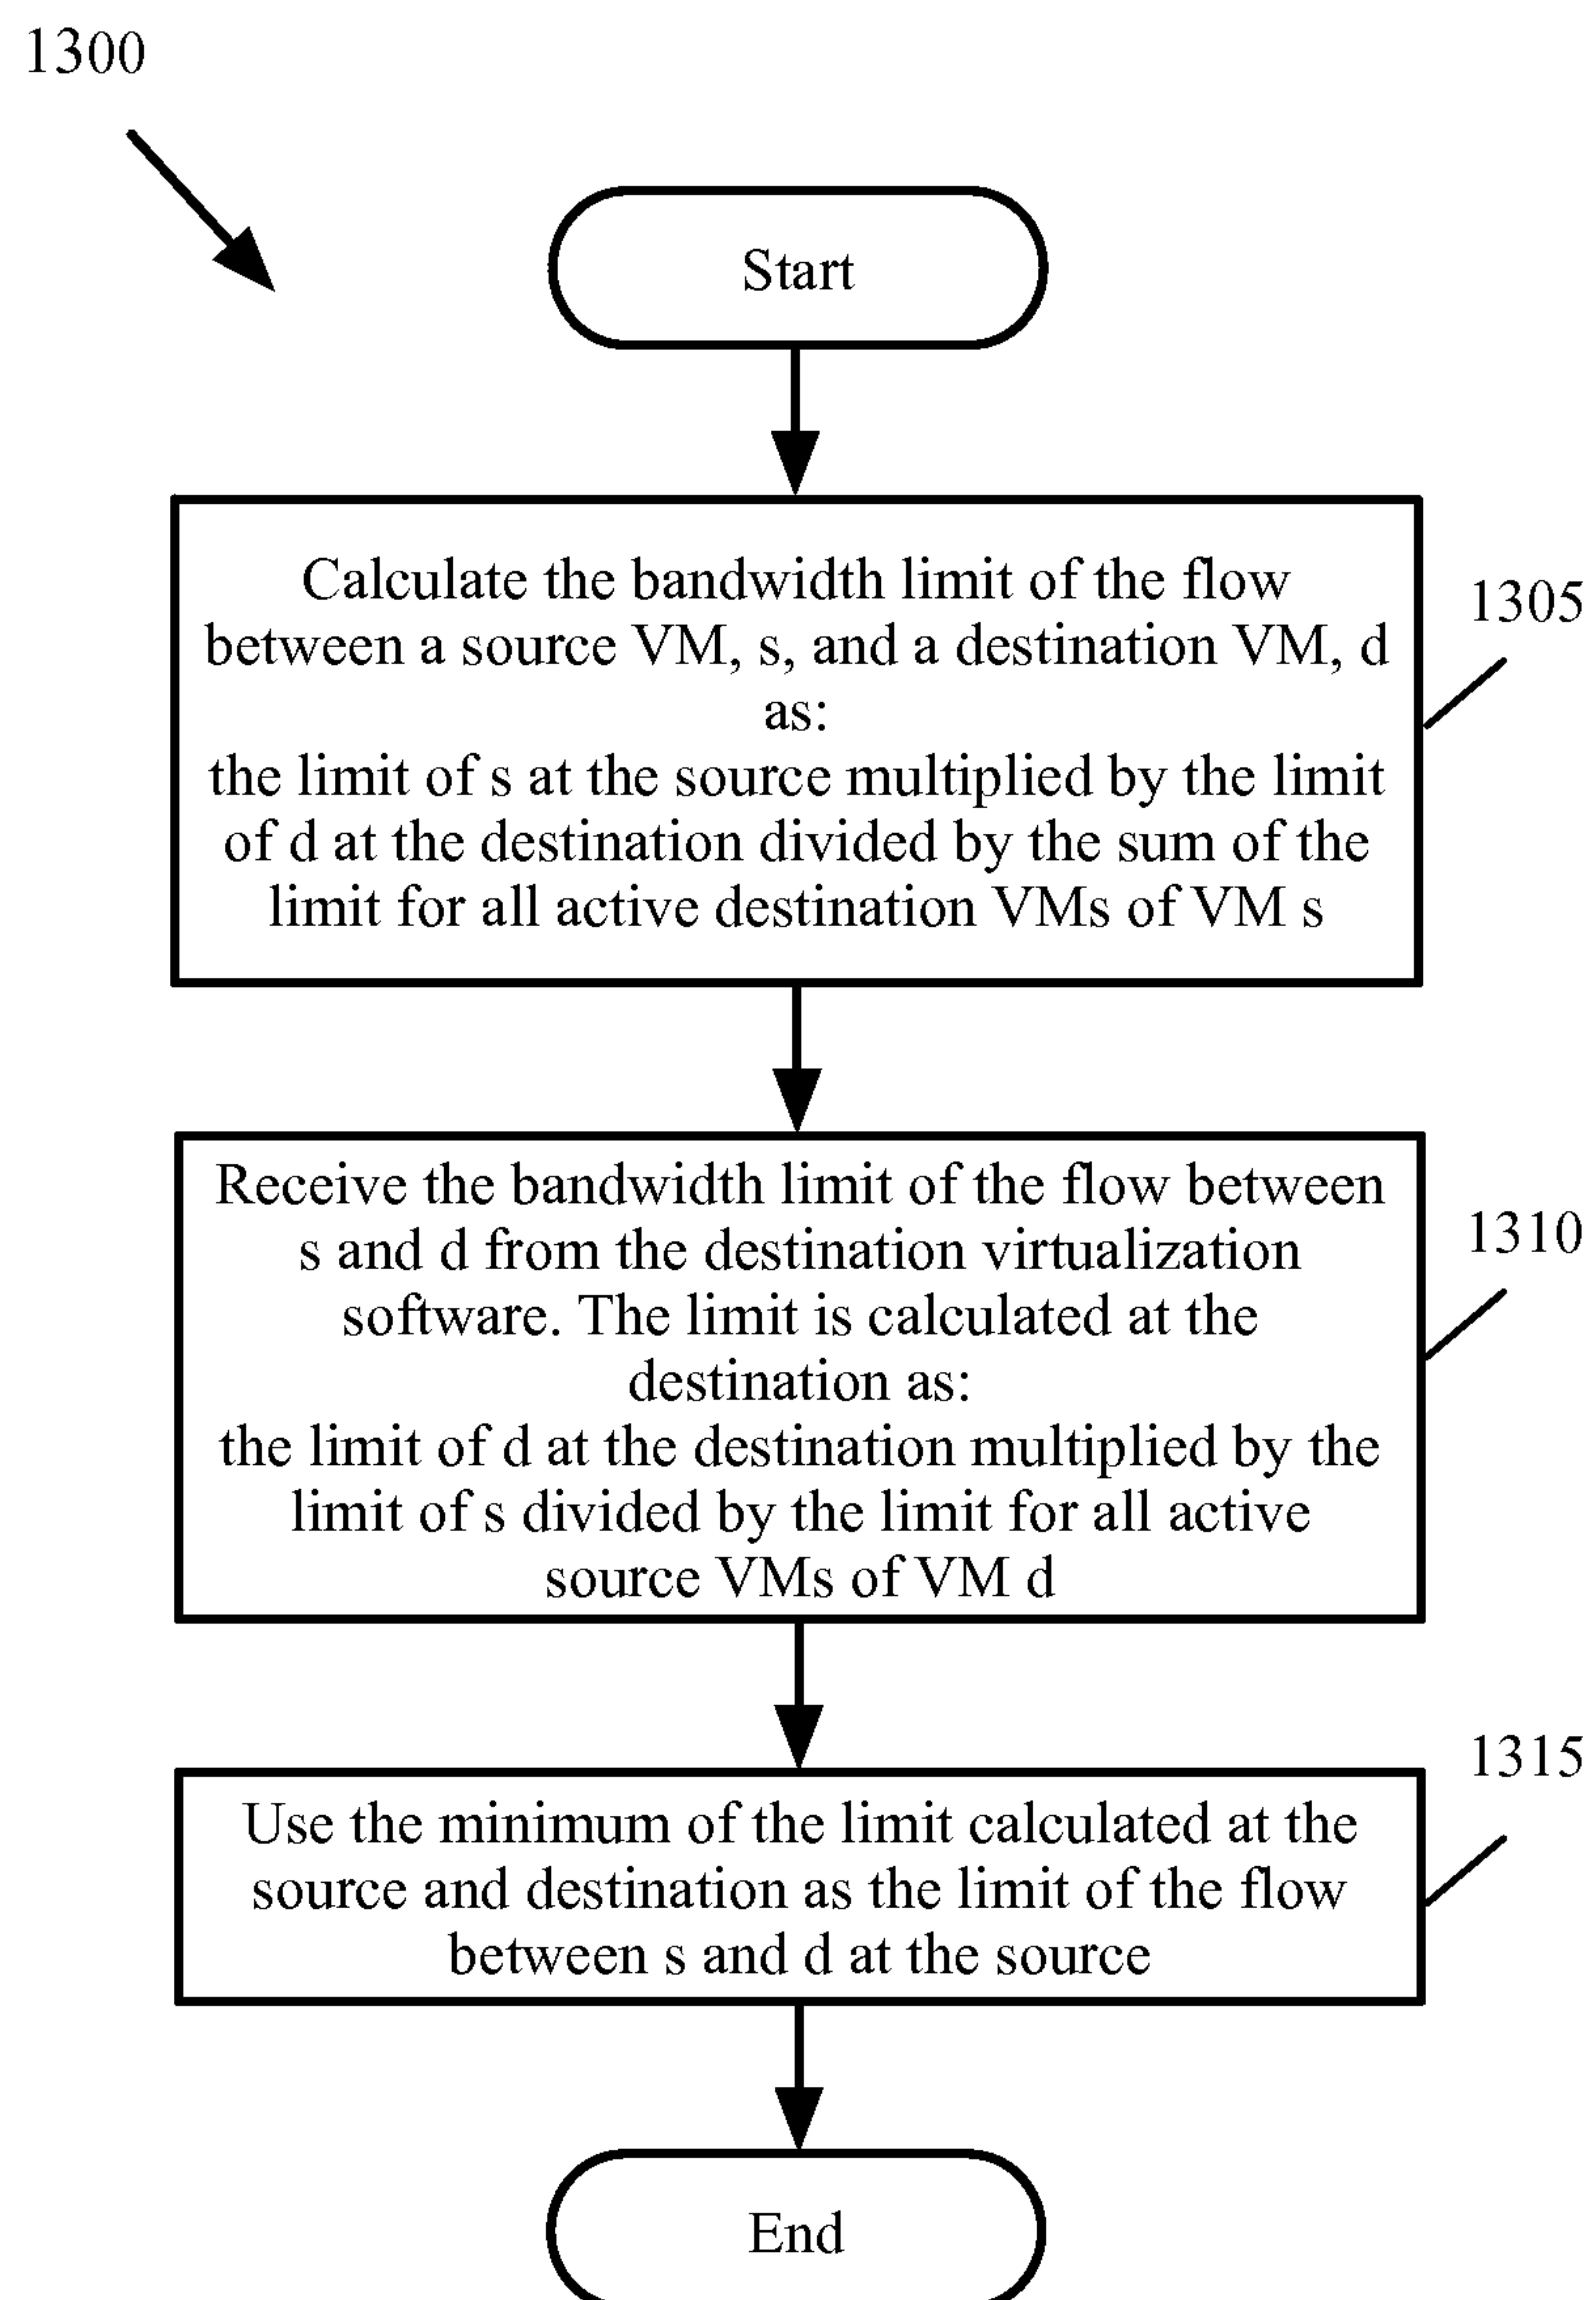 1300
Start
Calculate the bandwidth limit of the flow
between a source VM, s, and a destination VM, d
as:
the limit of s at the source multiplied by the limit
of d at the destination divided by the sum of the
limit for all active destination VMs of VM s
1305
Receive the bandwidth limit of the flow between
s and d from the destination virtualization
software. The limit is calculated at the
destination as:
the limit of d at the destination multiplied by the
limit of s divided by the limit for all active
source VMs of VM d
1310
Use the minimum of the limit calculated at the
source and destination as the limit of the flow
between s and d at the source
1315
End